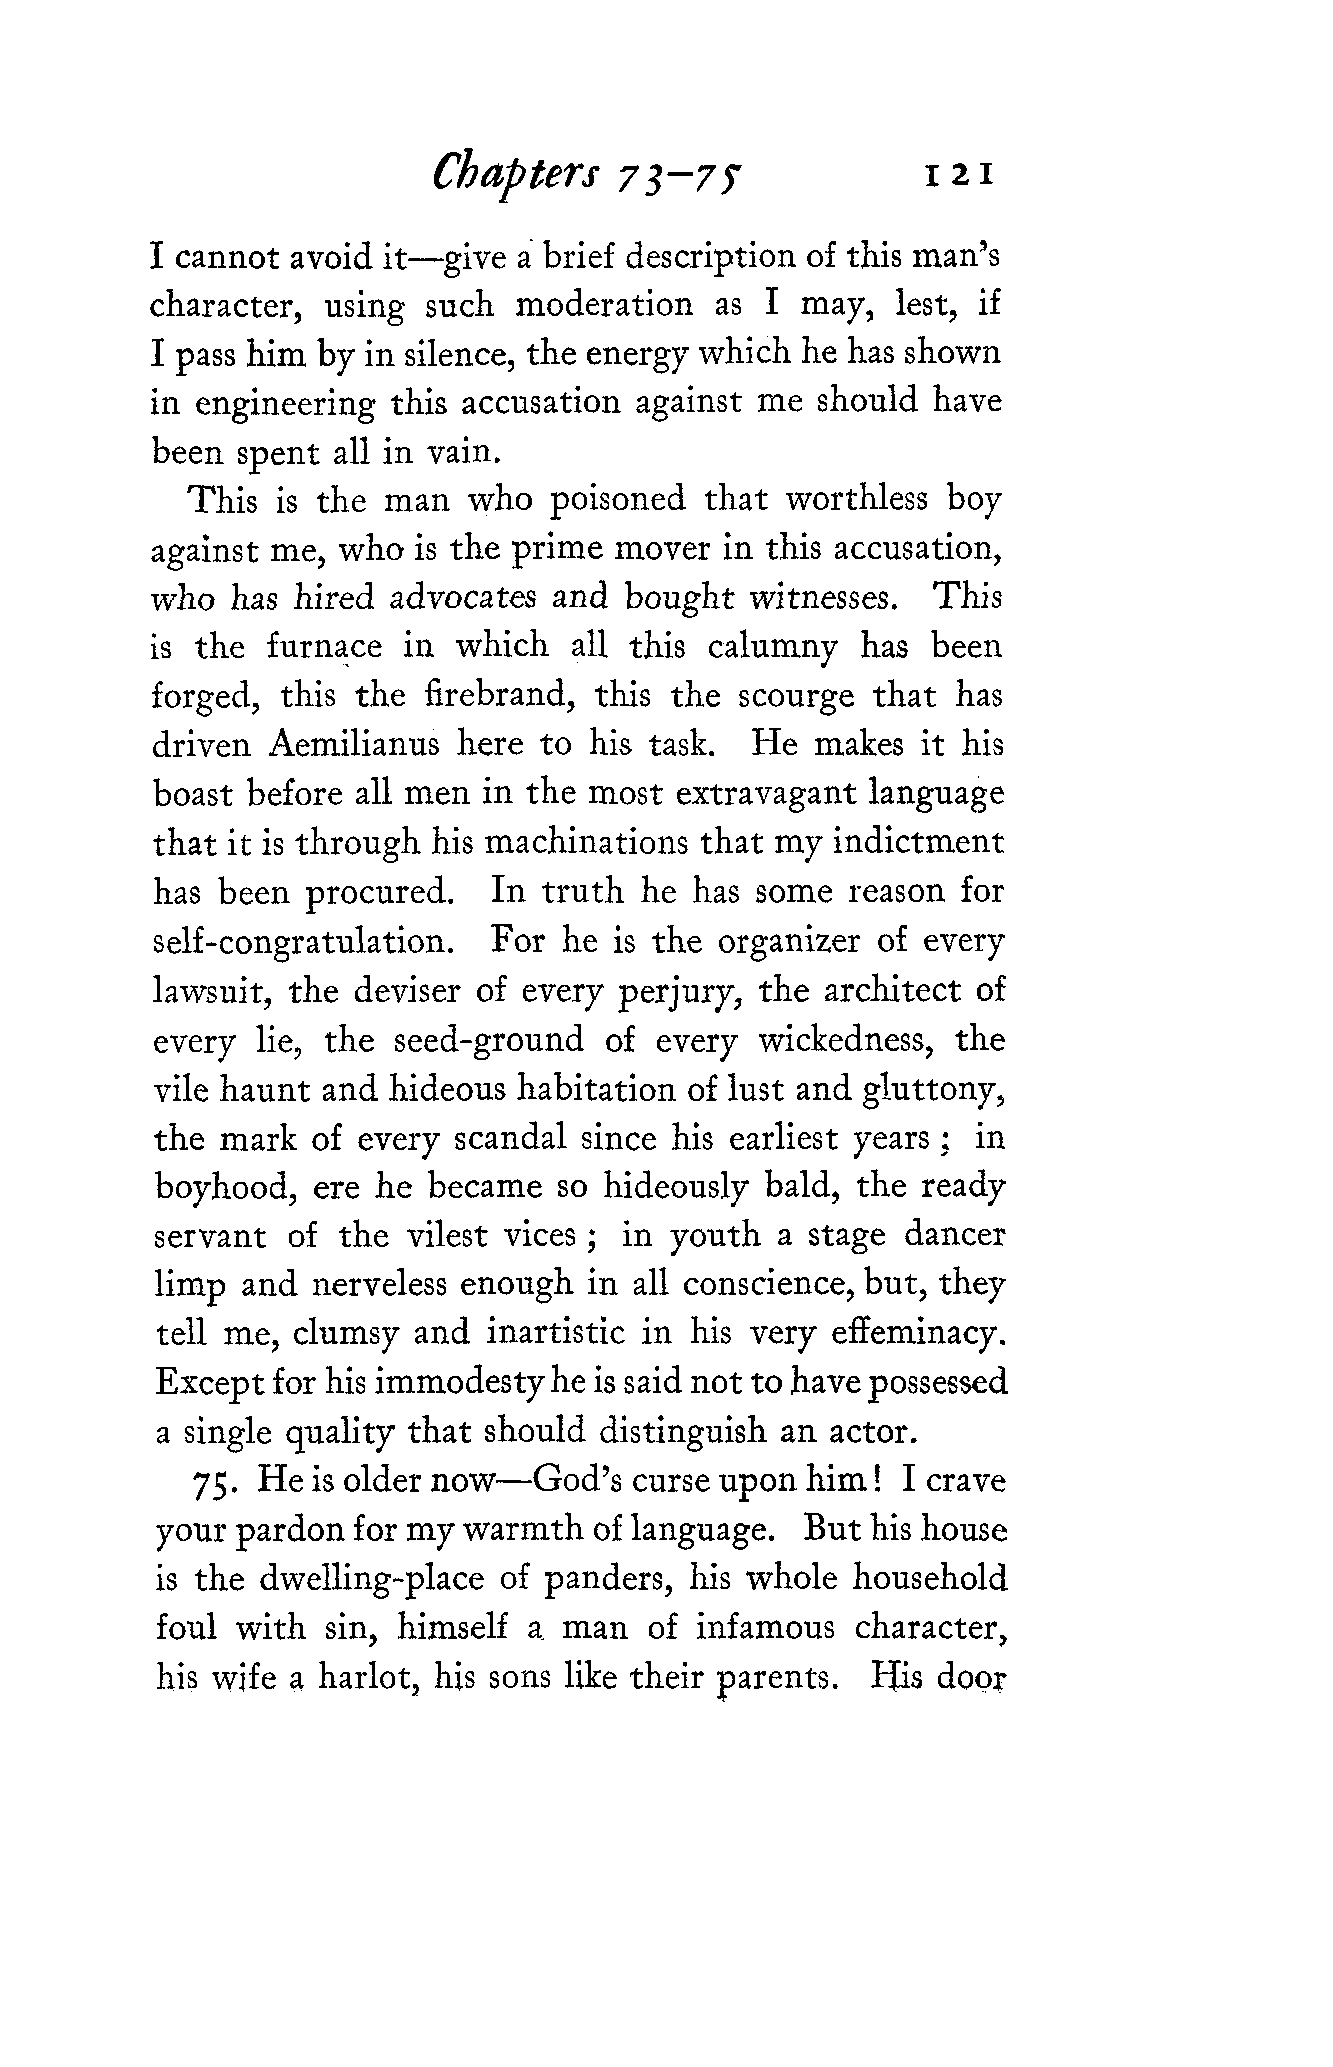 Chapters 73–75 121
I cannot avoid it—give a brief description of this man's
character, using such moderation as I may, lest, if
I pass him by in silence, the energy which he has shown
in engineering this accusation against me should have
been spent all in vain.
This is the man who poisoned that worthless boy
against me, who is the prime mover in this accusation,
who has hired advocates and bought witnesses. This
is the furnace in which all this calumny has been
forged, this the firebrand, this the scourge that has
driven Aemilianus here to his task. He makes it his
boast before all men in the most extravagant language
that it is through his machinations that my indictment
has been procured. In truth he has some reason for
self-congratulation. For he is the organizer of every
lawsuit, the deviser of every perjury, the architect of
every lie, the seed-ground of every wickedness, the
vile haunt and hideous habitation of lust and gluttony,
the mark of every scandal since his earliest years ; in
boyhood, ere he became so hideously bald, the ready
servant of the vilest vices ; in youth a stage dancer
limp and nerveless enough in all conscience, but, they
tell me, clumsy and inartistic in his very effeminacy.
Except for his immodesty he is said not to have possessed
a single quality that should distinguish an actor.
75. He is older now—God's curse upon him! I crave
your pardon for my warmth of language. But his house
is the dwelling-place of panders, his whole household
foul with sin, himself a man of infamous character,
his wife a harlot, his sons like their parents. His door